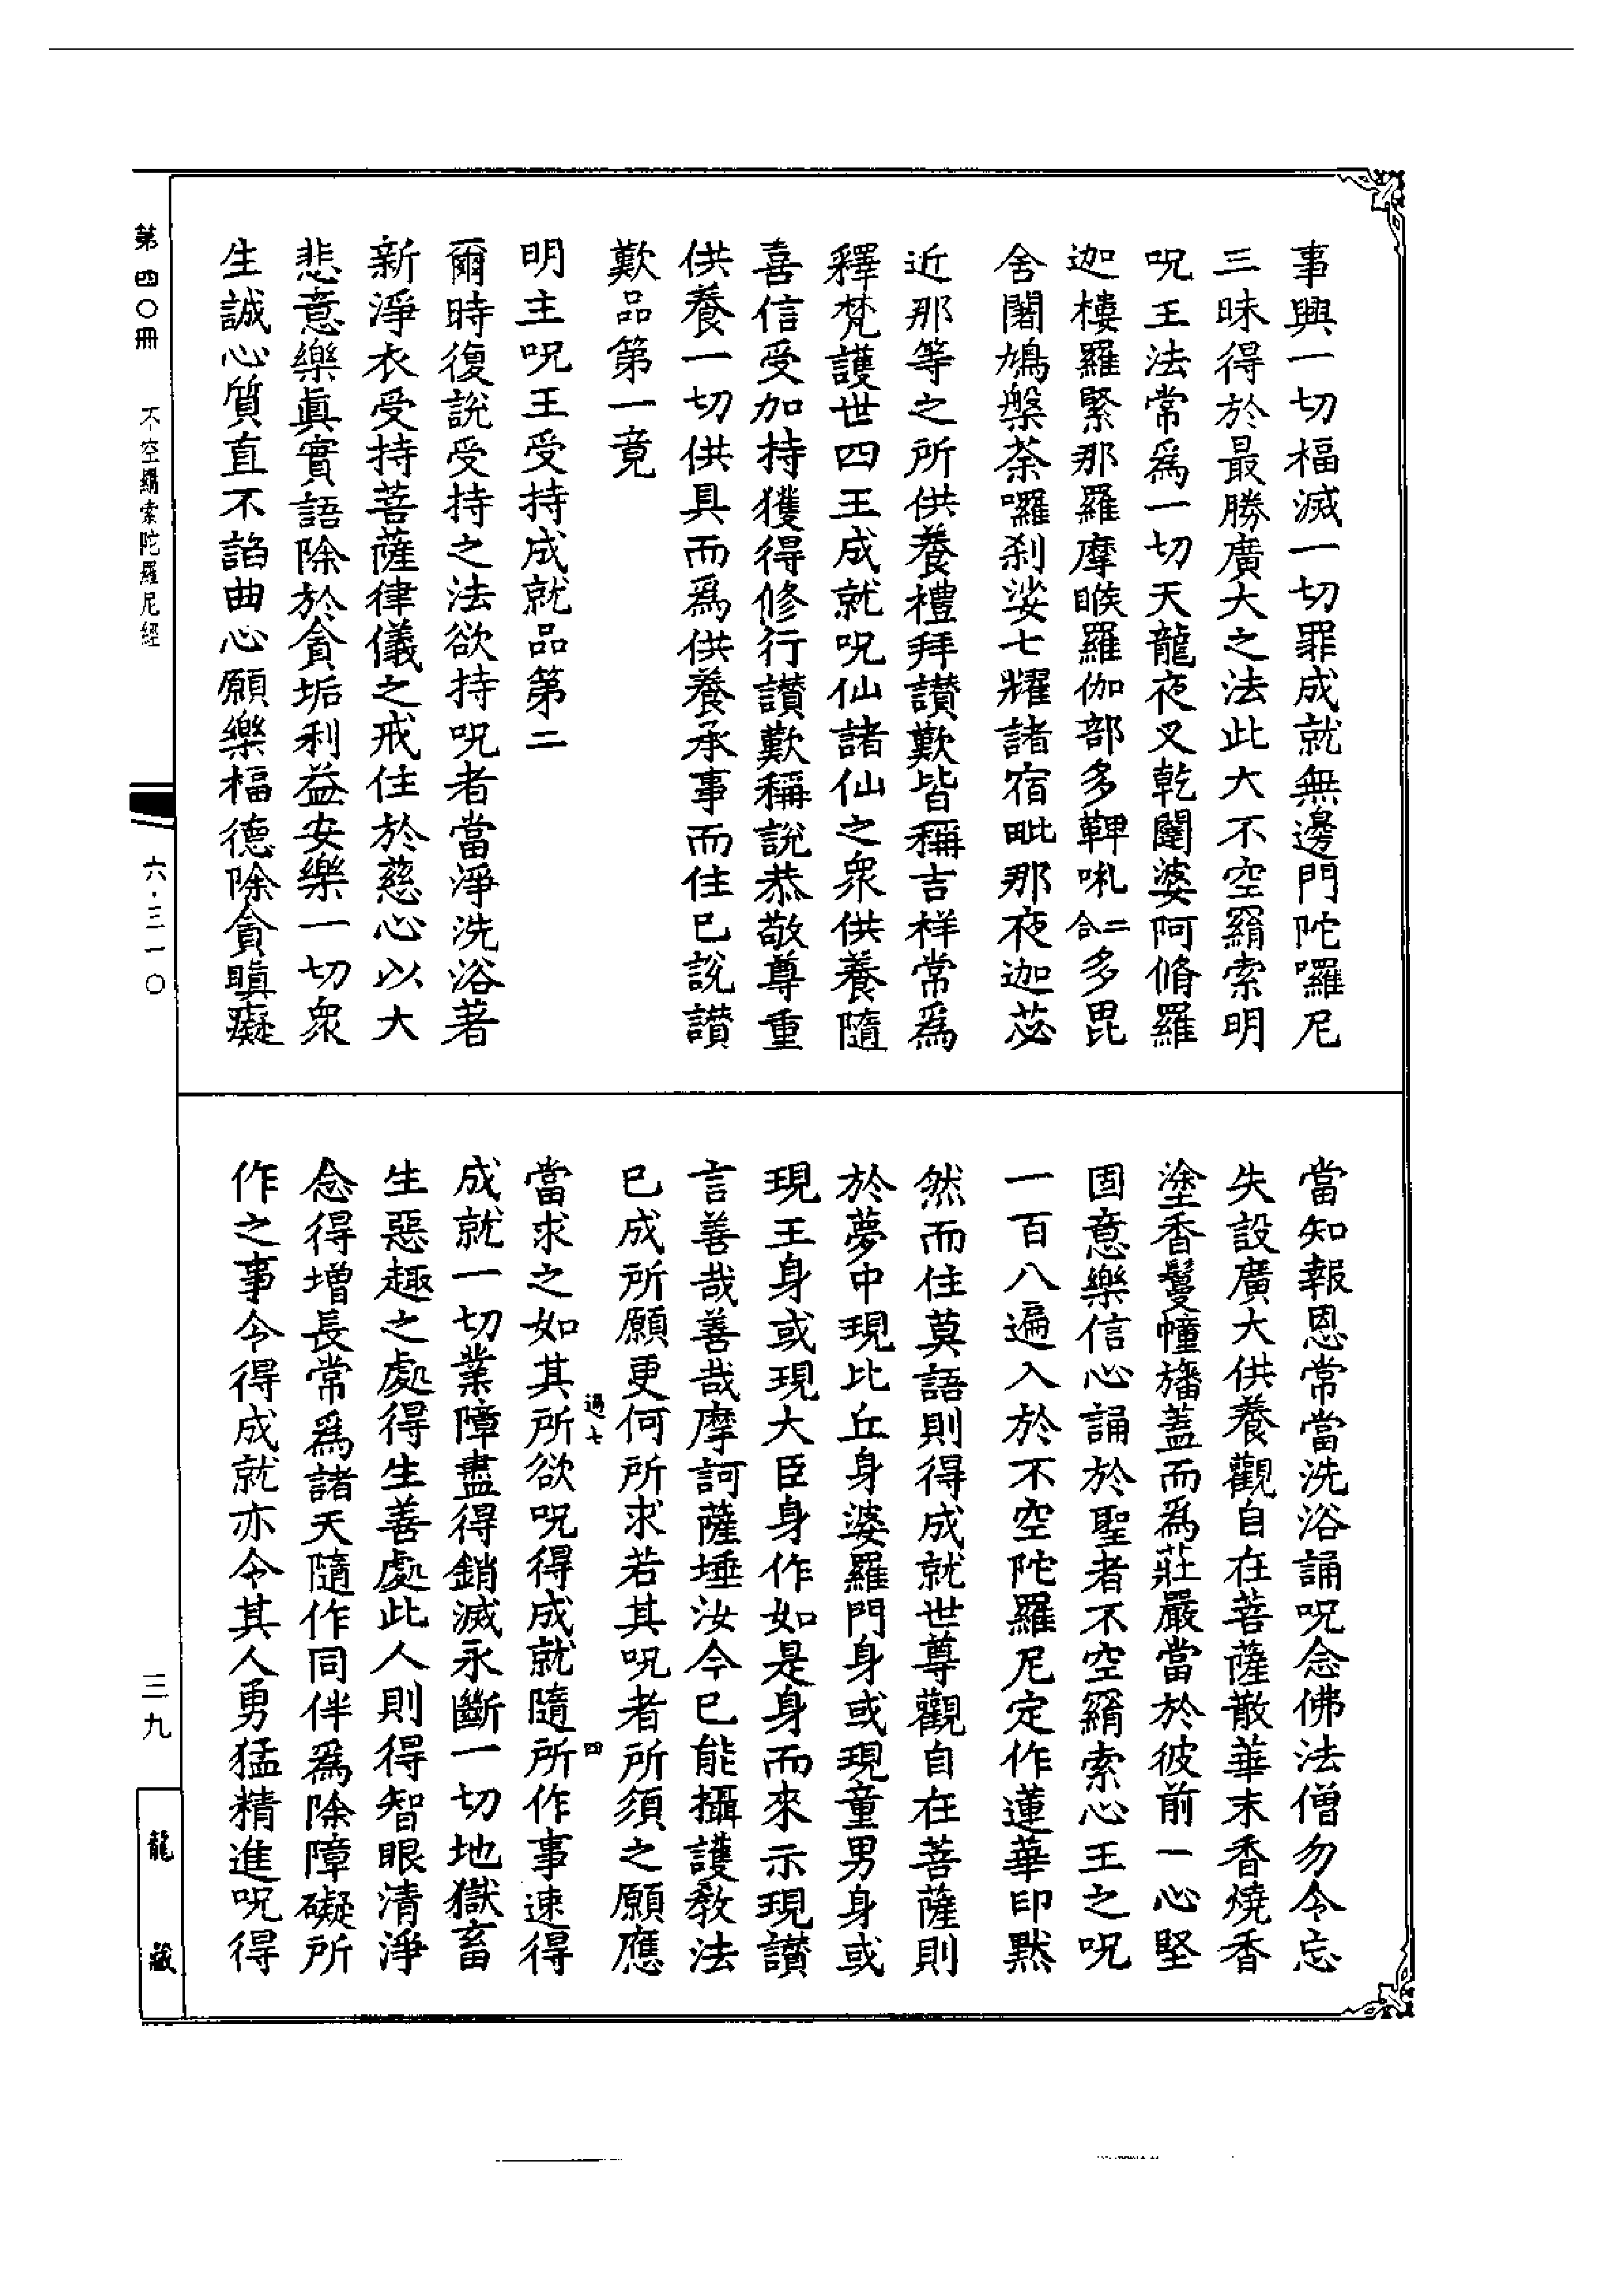 事興一切福滅一切罪成就無邊門陀囉尼
三昧得於最勝廣大之法此大不空羂索明
呪王法常爲一切天龍夜叉乾闥婆阿脩羅
迦樓羅緊那羅摩睺羅伽部多鞞㘑二合多毘
舍闍鳩槃荼囉剎娑七耀諸宿毗那夜迦苾
近那等之所供養禮拜讚歎皆稱吉祥常爲
釋梵護世四王成就呪仙諸仙之衆供養隨
喜信受加持獲得修行讚歎稱說恭敬尊重
供養一切供具而爲供養承事而住已說讃
歎品第一竟
明主呪王受持成就品第二
爾時復說受持之法欲持呪者當淨洗浴著
新淨衣受持菩薩律儀之戒住於慈心以大
悲意樂眞實語除於貪垢利益安樂一切衆
生誠心質直不諂曲心願樂福德除貪瞋癡
當知報恩常當洗浴誦呪念佛法僧勿令忘
失設廣大供養觀自在菩薩散華末香燒香
塗香鬘幢旛蓋而爲莊嚴當於彼前一心堅
固意樂信心誦於聖者不空羂索心王之呪
一百八遍入於不空陀羅尼定作蓮華印默
然而住莫語則得成就世尊觀自在菩薩則
於夢中現比丘身婆羅門身或現童男身或
現王身或現大臣身作如是身而來示現讃
言善哉善哉摩訶薩埵汝今已能攝護教法
已成所願更何所求若其呪者所須之願應
過七
四
當求之如其所欲呪得成就隨所作事速得
成就一切業障盡得銷滅永斷一切地獄畜
生惡趣之處得生善處此人則得智眼清淨
念得增長常爲諸天隨作同伴爲除障礙所
作之事令得成就亦令其人勇猛精進呪得
第四〇冊 不空羂索陀羅尼經 六·三一〇 三九 龍藏